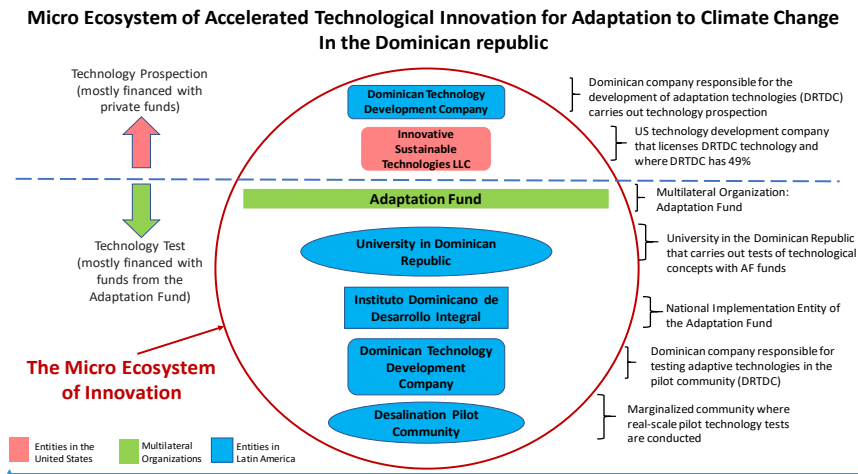 Micro Ecosystem of Accelerated Technological Innovation for Adaptation to Climate Change
In the Dominican republic
Technology Prospection
(mostly financed with
private funds)
Dominican Technology
Development Company
Dominican company responsible for the
development of adaptation technologies (DRTDC)
carries out technology prospection
Innovative
Sustainable
Technologies LLC
US technology development company
that licenses DRTDC technology and
where DRTDC has 49%
Adaptation Fund
Multilateral Organization:
Adaptation Fund
Technology Test
(mostly financed with
funds from the
Adaptation Fund)
University in Dominican
Republic
University in the Dominican Republic
that carries out tests of technological
concepts with AF funds
Instituto Dominicano de
Desarrollo Integral
National Implementation Entity of
the Adaptation Fund
The Micro Ecosystem
of Innovation
Dominican Technology
Development
Company
Dominican company responsible for
testing adaptive technologies in the
pilot community (DRTDC)
Desalination Pilot
Community
Marginalized community where
real-scale pilot technology tests
are conducted
Entities in the
United States
Multilateral
Organizations
Entities in
Latin America